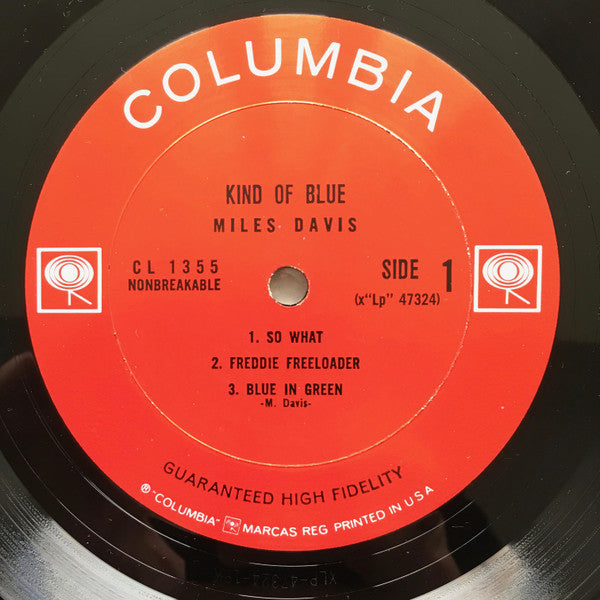 COLUMBIA
KIND OF BLUE
MILES DAVIS
CL 1355
NONBREAKABLE
SIDE 1
(x"Lp" 47324)
1. SO WHAT
2. FREDDIE FREELOADER
3. BLUE IN GREEN
-M. Davis-
GUARANTEED HIGH FIDELITY
® "COLUMBIA" MARCAS REG. PRINTED IN U S A